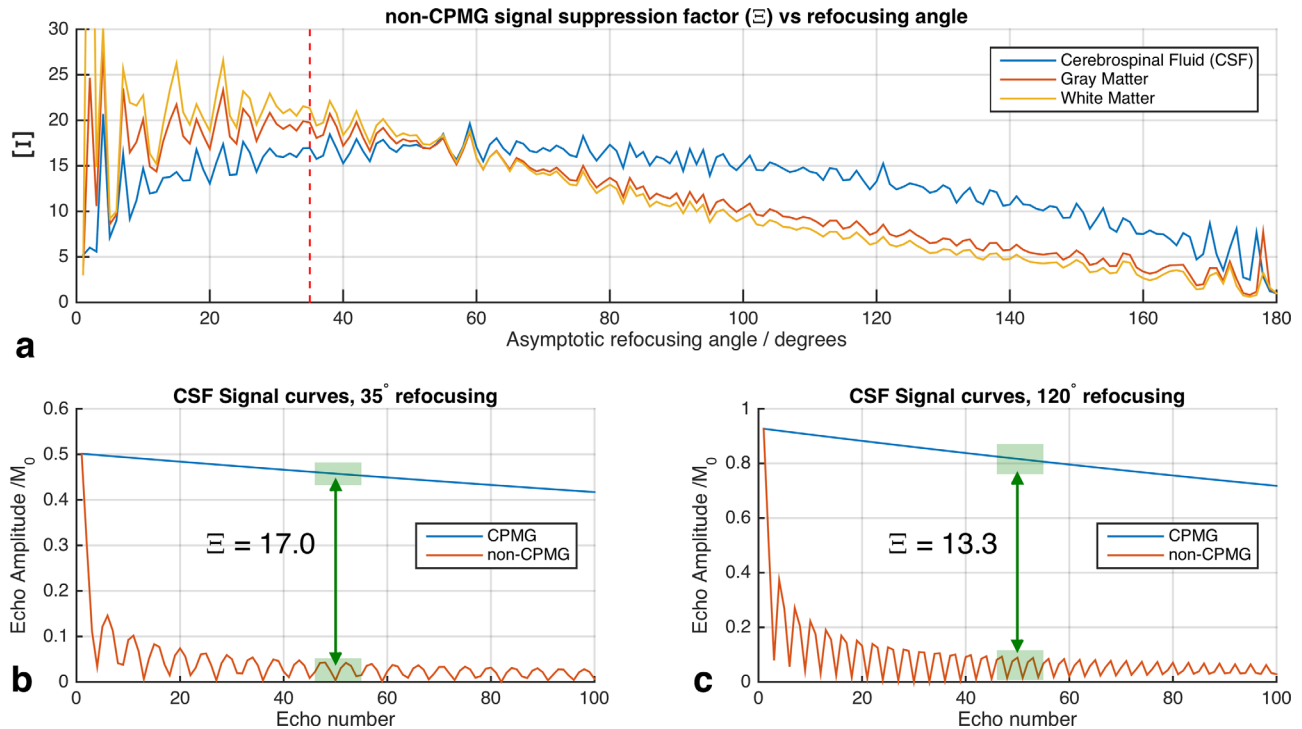 non-CPMG signal suppression factor (Ξ) vs refocusing angle
30
25
20
15
10
5
0
Ξ
Cerebrospinal Fluid (CSF)
Gray Matter
White Matter
0 20 40 60 80 100 120 140 160 180
Asymptotic refocusing angle / degrees
a
CSF Signal curves, 35° refocusing
0.6
0.5
0.4
0.3
0.2
0.1
0
Echo Amplitude /M₀
Ξ = 17.0
CPMG
non-CPMG
0 20 40 60 80 100
Echo number
b
CSF Signal curves, 120° refocusing
1
0.8
0.6
0.4
0.2
0
Echo Amplitude/M₀
Ξ = 13.3
CPMG
non-CPMG
0 20 40 60 80 100
Echo number
c